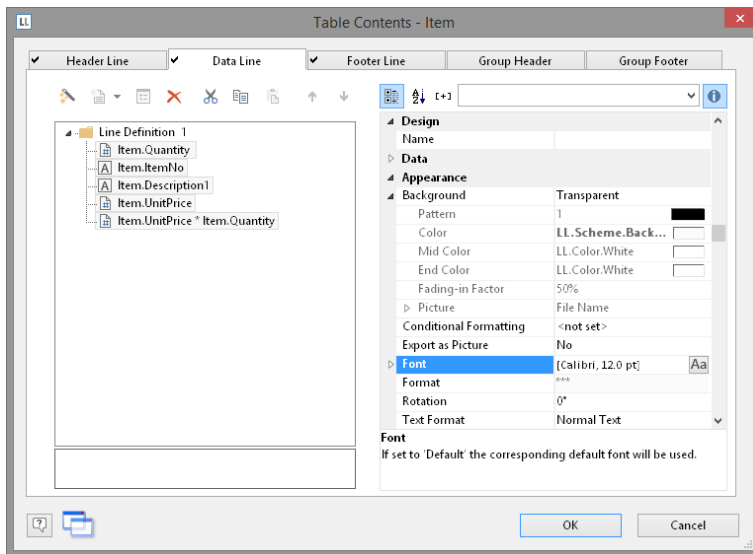 LL
Table Contents - Item
Header Line
Data Line
Footer Line
Group Header
Group Footer
[+]
Line Definition 1
Item.Quantity
Item.ItemNo
Item.Description1
Item.UnitPrice
Item.UnitPrice * Item.Quantity
Design
Name
Data
Appearance
Background Transparent
Pattern 1
Color LL.Scheme.Back...
Mid Color LL.Color.White
End Color LL.Color.White
Fading-in Factor 50%
Picture File Name
Conditional Formatting <not set>
Export as Picture No
Font [Calibri, 12.0 pt] Aa
Format ***
Rotation 0°
Text Format Normal Text
Font
If set to 'Default' the corresponding default font will be used.
OK
Cancel